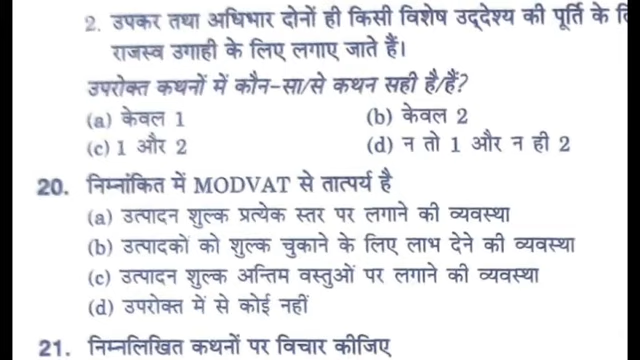 2. उपकर तथा अधिभार दोनों ही किसी विशेष उद्देश्य की पूर्ति के
राजस्व उगाही के लिए लगाए जाते हैं।
उपरोक्त कथनों में कौन-सा/से कथन सही है/हैं?
(a) केवल 1 (b) केवल 2
(c) 1 और 2 (d) न तो 1 और न ही 2
20. निम्नांकित में MODVAT से तात्पर्य है
(a) उत्पादन शुल्क प्रत्येक स्तर पर लगाने की व्यवस्था
(b) उत्पादकों को शुल्क चुकाने के लिए लाभ देने की व्यवस्था
(c) उत्पादन शुल्क अन्तिम वस्तुओं पर लगाने की व्यवस्था
(d) उपरोक्त में से कोई नहीं
21. निम्नलिखित कथनों पर विचार कीजिए